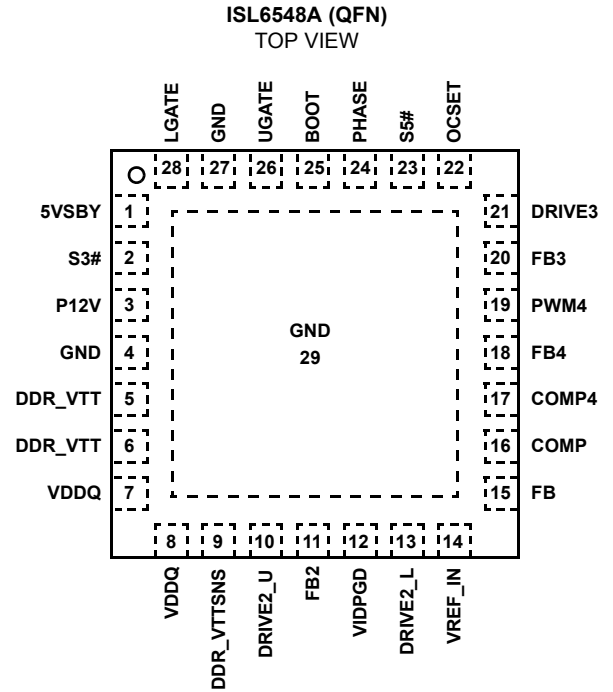 ISL6548A (QFN)
TOP VIEW
LGATE
GND
UGATE
BOOT
PHASE
S5#
OCSET
28 27 26 25 24 23 22
5VSBY 1
S3# 2
P12V 3
GND 4
DDR_VTT 5
DDR_VTT 6
VDDQ 7
GND
29
21 DRIVE3
20 FB3
19 PWM4
18 FB4
17 COMP4
16 COMP
15 FB
8 9 10 11 12 13 14
VDDQ
DDR_VTTSNS
DRIVE2_U
FB2
VIDPGD
DRIVE2_L
VREF_IN